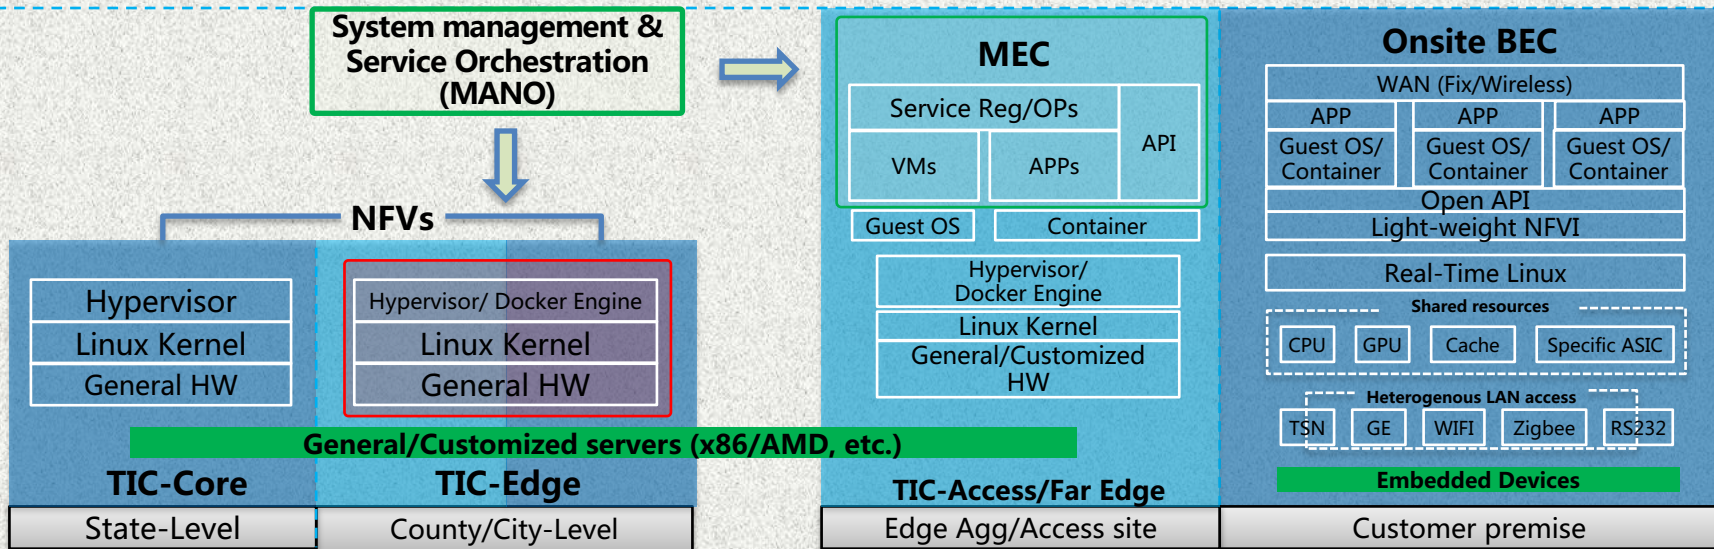 System management &
Service Orchestration
(MANO)
NFVs
Hypervisor
Linux Kernel
General HW
Hypervisor/ Docker Engine
Linux Kernel
General HW
MEC
Service Reg/OPs
API
VMs
APPs
Guest OS
Container
Hypervisor/
Docker Engine
Linux Kernel
General/Customized
HW
Onsite BEC
WAN (Fix/Wireless)
APP
APP
APP
Guest OS/
Container
Guest OS/
Container
Guest OS/
Container
Open API
Light-weight NFVI
Real-Time Linux
Shared resources
CPU
GPU
Cache
Specific ASIC
Heterogenous LAN access
TSN
GE
WIFI
Zigbee
RS232
General/Customized servers (x86/AMD, etc.)
Embedded Devices
TIC-Core
TIC-Edge
TIC-Access/Far Edge
State-Level
County/City-Level
Edge Agg/Access site
Customer premise